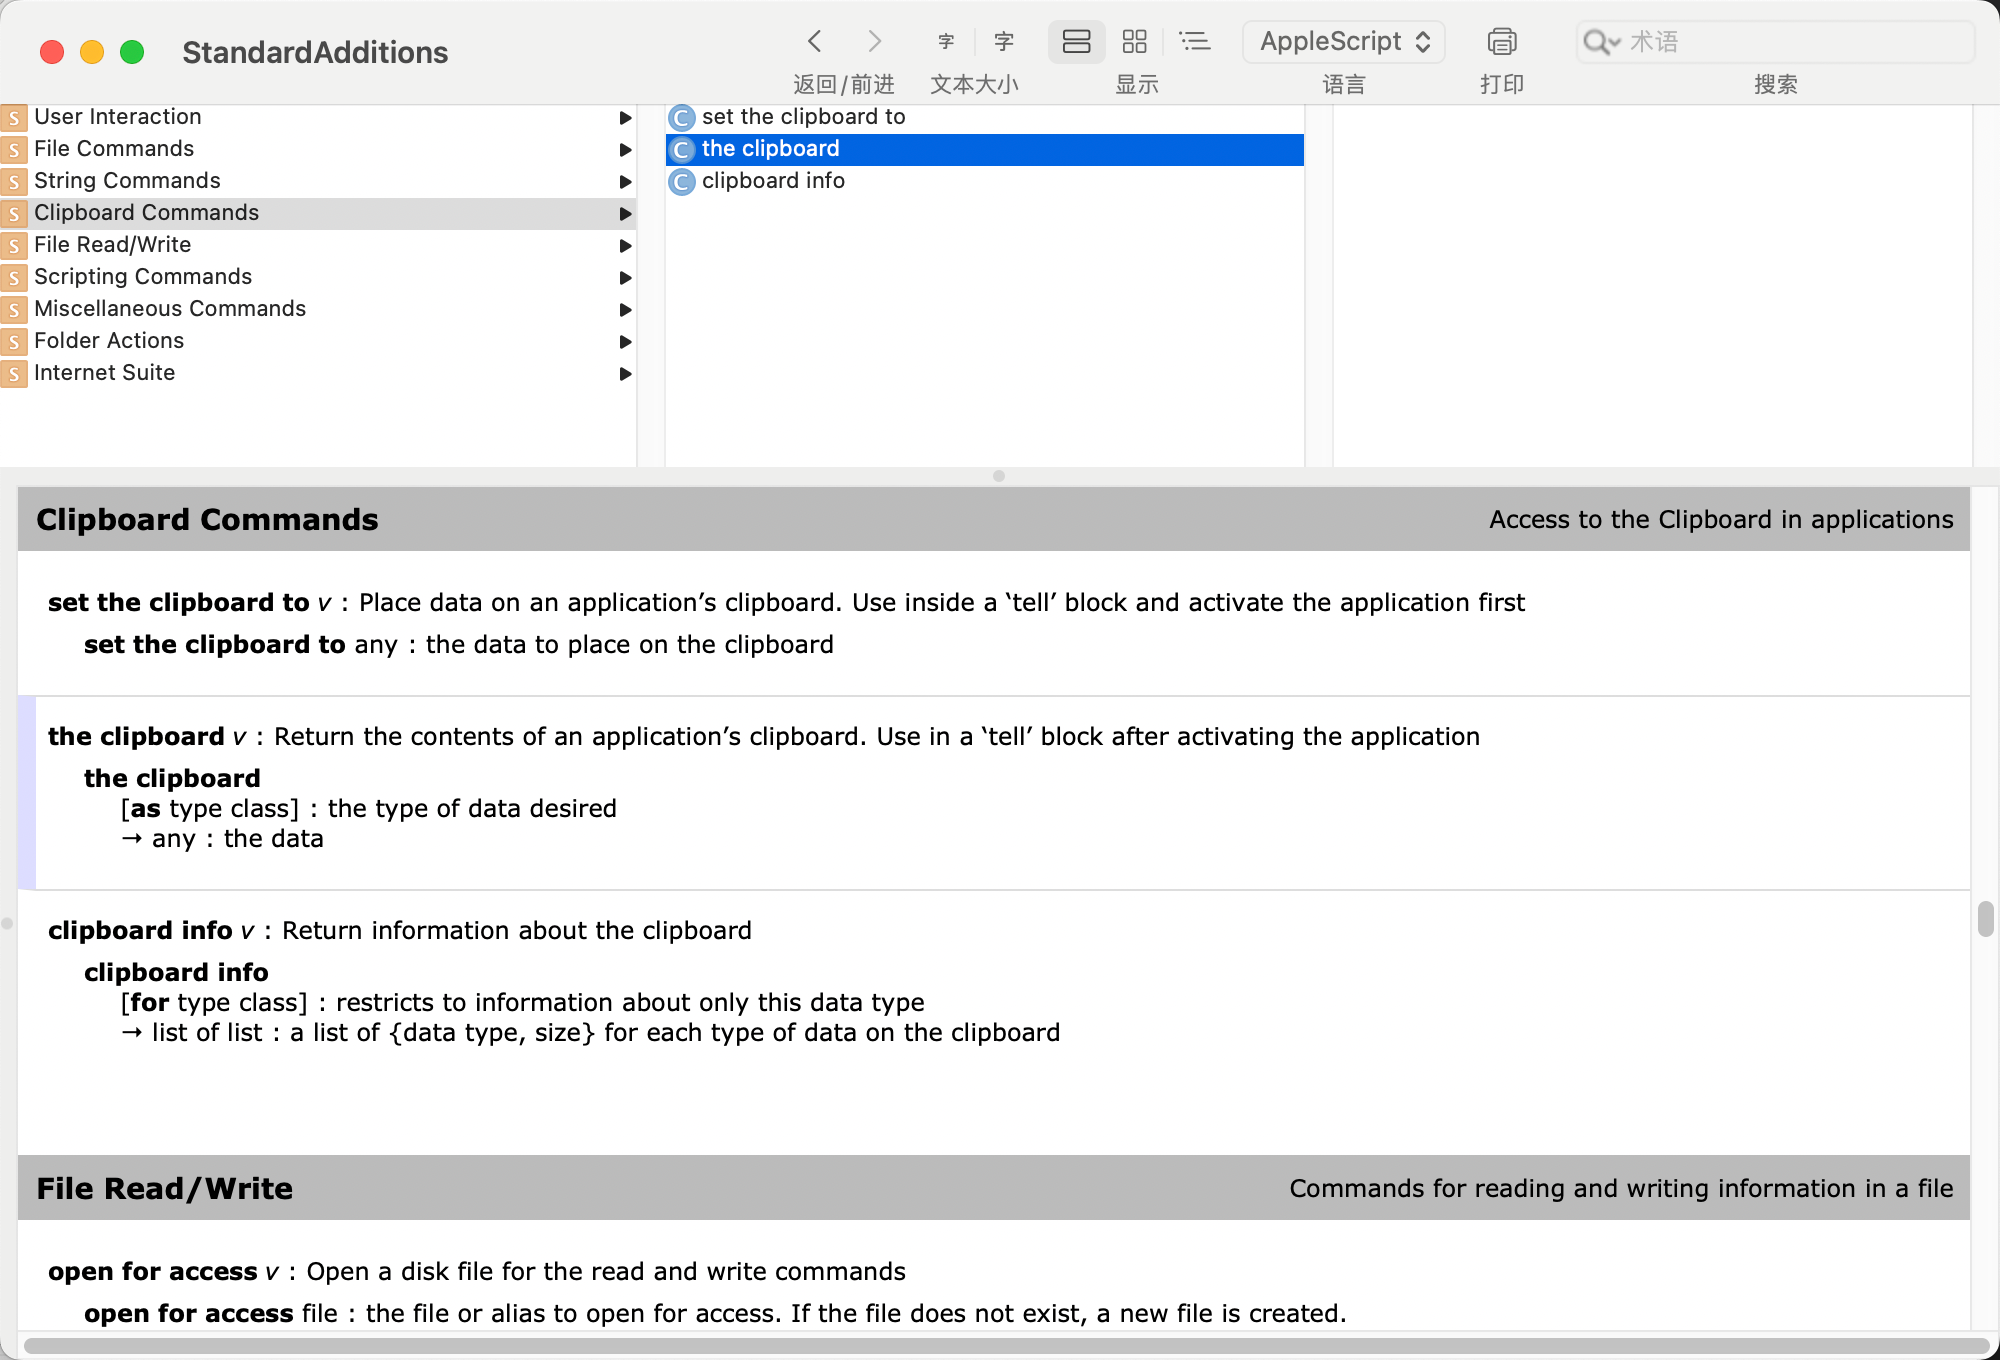 StandardAdditions
字 字
AppleScript
术语
返回/前进
文本大小
显示
语言
打印
搜索
S User Interaction
S File Commands
S String Commands
S Clipboard Commands
S File Read/Write
S Scripting Commands
S Miscellaneous Commands
S Folder Actions
S Internet Suite
C set the clipboard to
C the clipboard
C clipboard info
Clipboard Commands
Access to the Clipboard in applications
set the clipboard to v : Place data on an application’s clipboard. Use inside a ‘tell’ block and activate the application first
set the clipboard to any : the data to place on the clipboard
the clipboard v : Return the contents of an application’s clipboard. Use in a ‘tell’ block after activating the application
the clipboard
[as type class] : the type of data desired
→ any : the data
clipboard info v : Return information about the clipboard
clipboard info
[for type class] : restricts to information about only this data type
→ list of list : a list of {data type, size} for each type of data on the clipboard
File Read/Write
Commands for reading and writing information in a file
open for access v : Open a disk file for the read and write commands
open for access file : the file or alias to open for access. If the file does not exist, a new file is created.